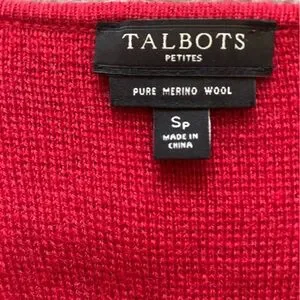 TALBOTS
PETITES
PURE MERINO WOOL
SP
MADE IN
CHINA